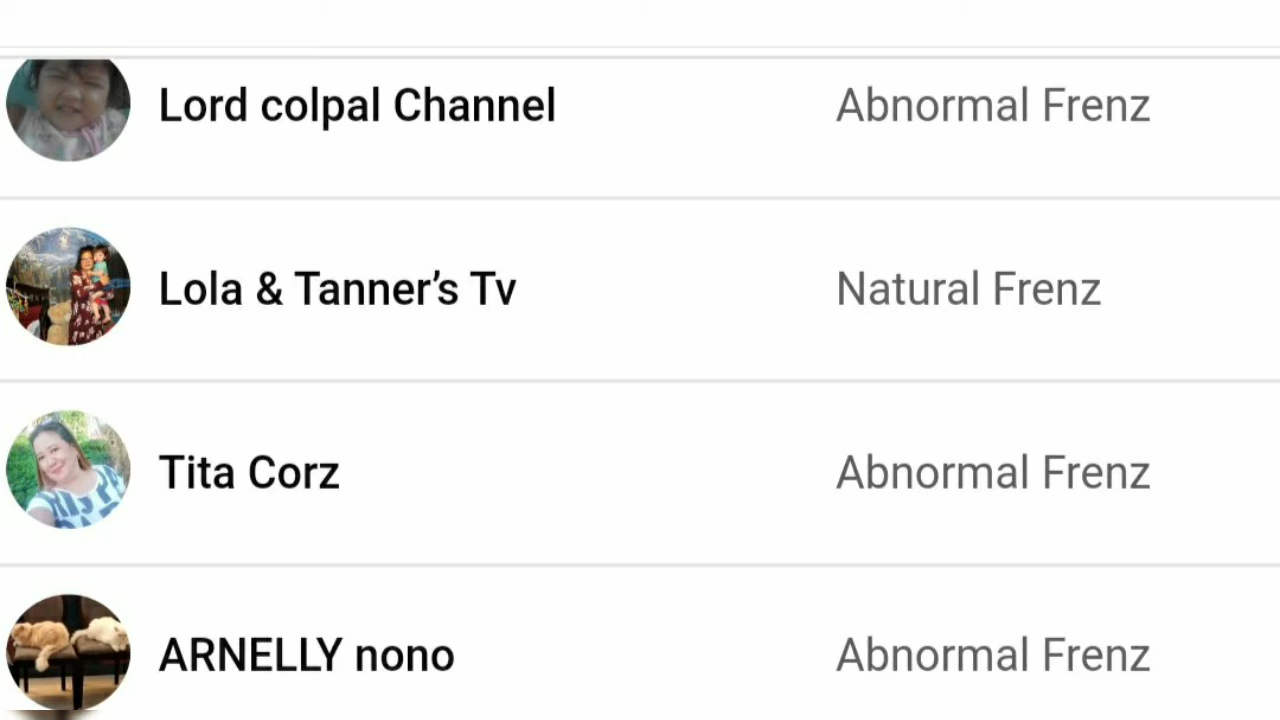 Lord colpal Channel Abnormal Frenz
Lola & Tanner’s Tv Natural Frenz
Tita Corz Abnormal Frenz
ARNELLY nono Abnormal Frenz